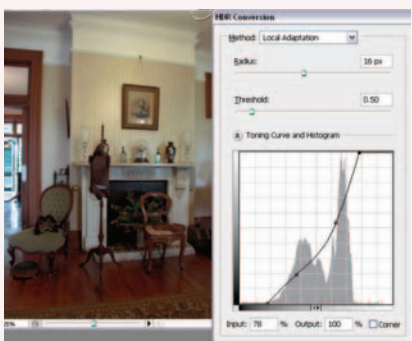 HDR Conversion
Method: Local Adaptation
Radius: 16 px
Threshold: 0.50
Toning Curve and Histogram
Input: 78 % Output: 100 % Corner